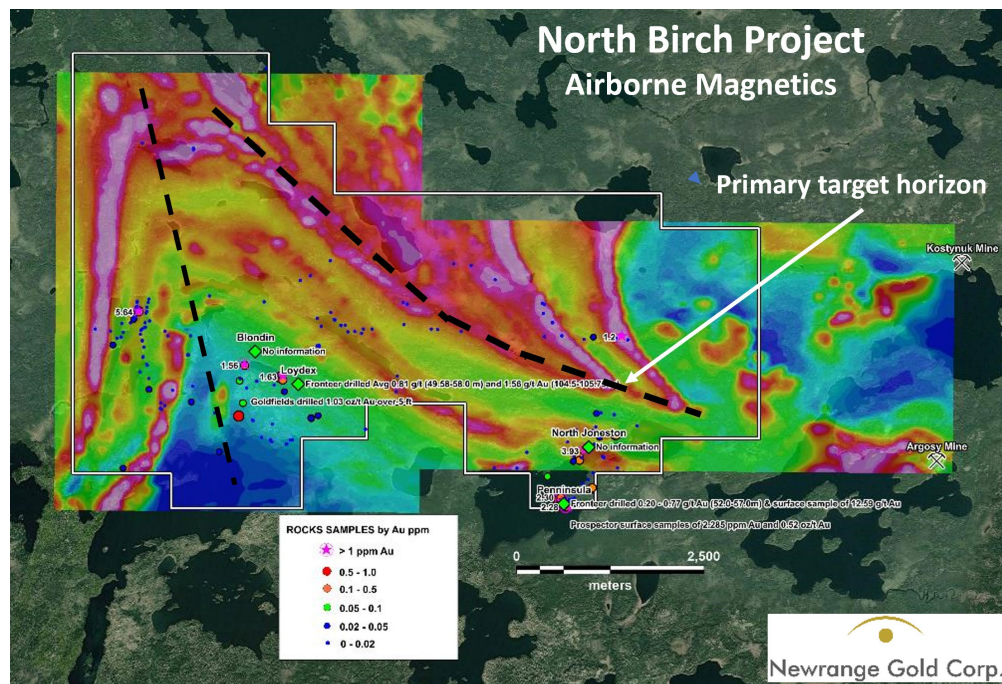 North Birch Project
Airborne Magnetics
Primary target horizon
Kostynuk Mine
5.64
1.2
Blondin
No information
1.56
Loydex
1.63
Fronteer drilled Avg 0.81 g/t (49.58-58.0 m) and 1.56 g/t Au (104.5-105.75
Goldfields drilled 1.03 oz/t Au over 5 ft
North Joneston
No information
3.93
Argosy Mine
Penninsula
2.30
2.28
Fronteer drilled 0.20 - 0.77 g/t Au (52.0-57.0m) & surface sample of 12.59 g/t Au
Prospector surface samples of 2.285 ppm Au and 0.52 oz/t Au
ROCKS SAMPLES by Au ppm
> 1 ppm Au
0.5 - 1.0
0.1 - 0.5
0.05 - 0.1
0.02 - 0.05
0 - 0.02
0 2,500
meters
Newrange Gold Corp.